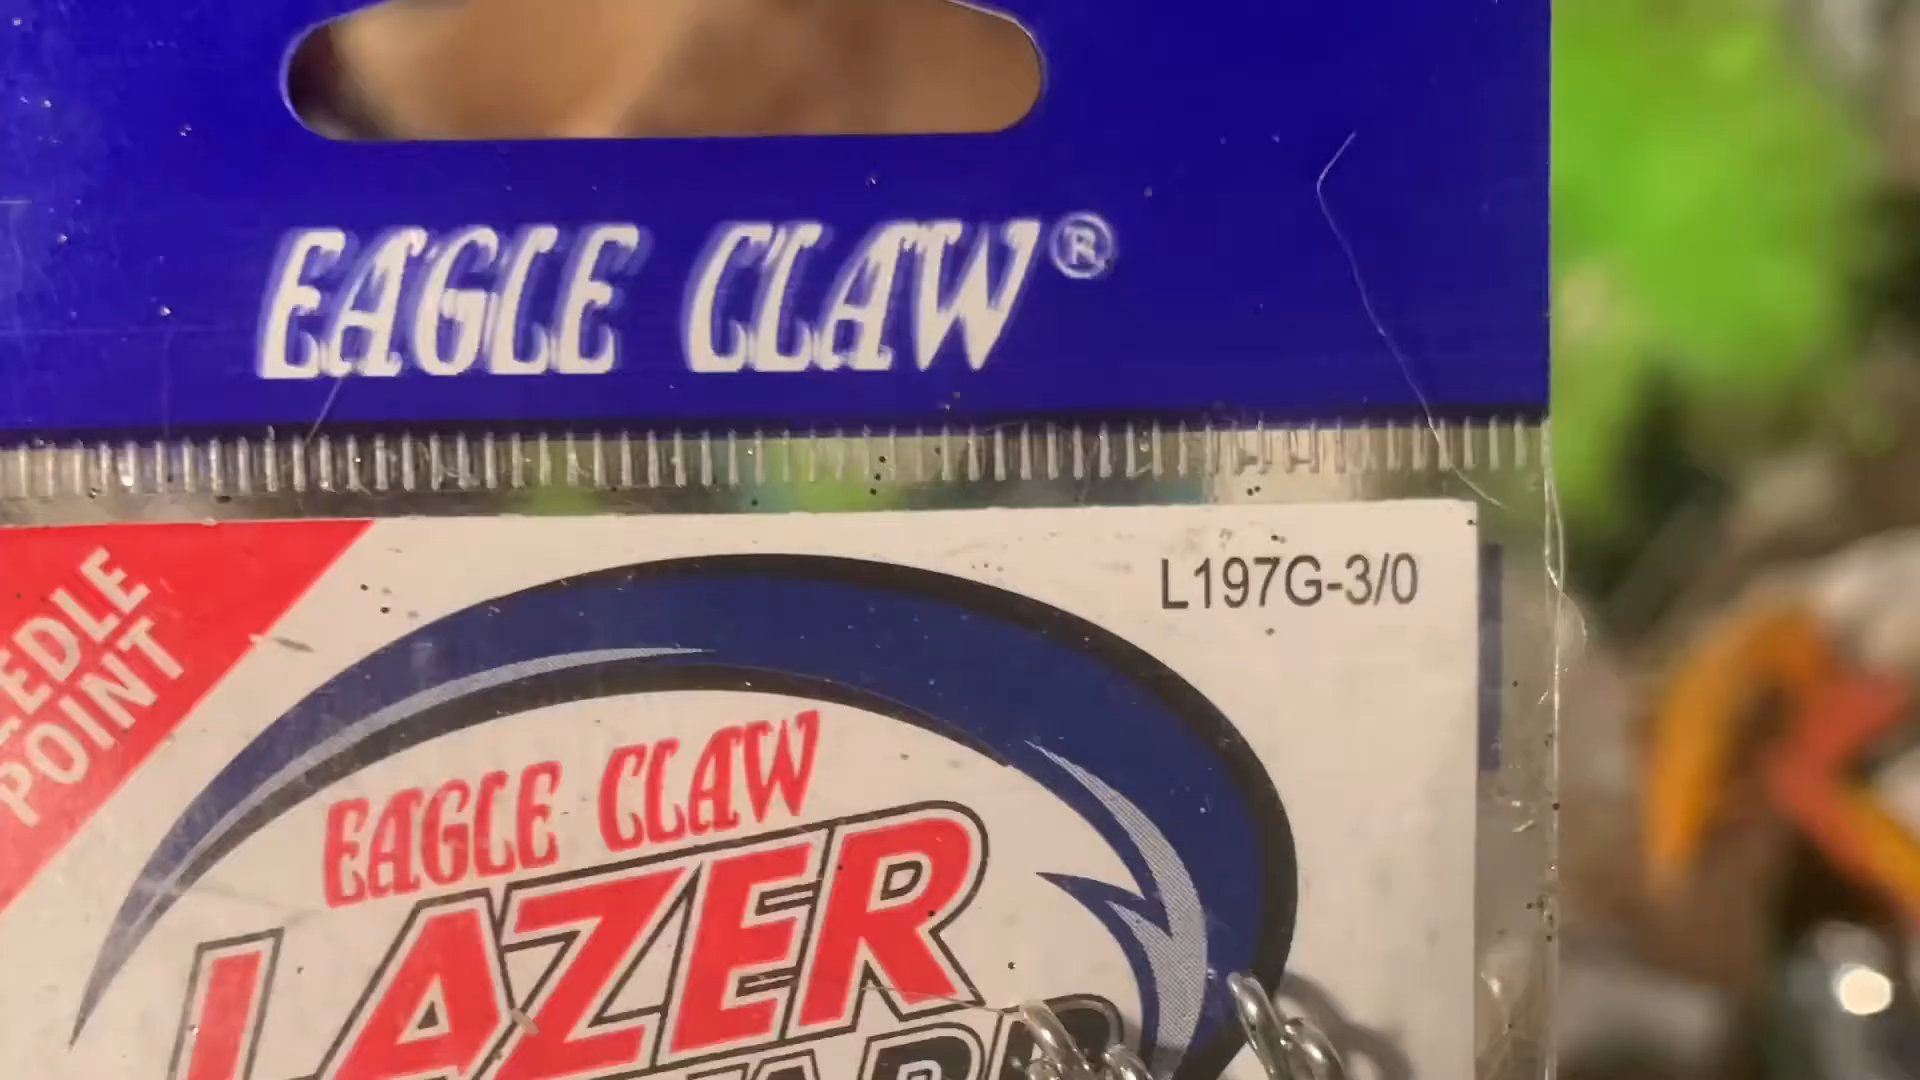 EAGLE CLAW®
L197G-3/0
POINT
EAGLE CLAW
LAZER